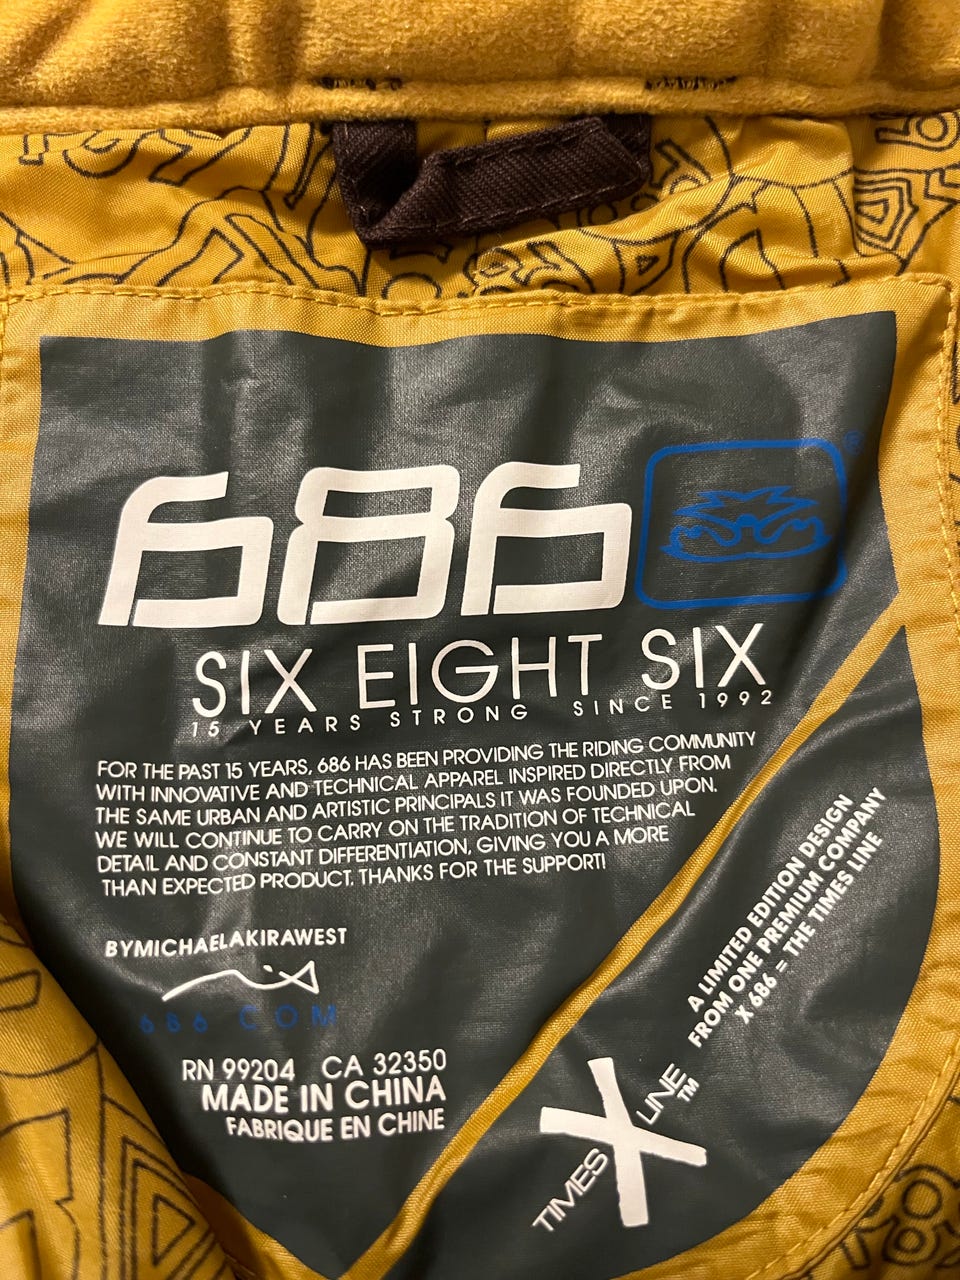 686 ®
SIX EIGHT SIX
15 YEARS STRONG SINCE 1992
FOR THE PAST 15 YEARS, 686 HAS BEEN PROVIDING THE RIDING COMMUNITY
WITH INNOVATIVE AND TECHNICAL APPAREL INSPIRED DIRECTLY FROM
THE SAME URBAN AND ARTISTIC PRINCIPALS IT WAS FOUNDED UPON.
WE WILL CONTINUE TO CARRY ON THE TRADITION OF TECHNICAL
DETAIL AND CONSTANT DIFFERENTIATION, GIVING YOU A MORE
THAN EXPECTED PRODUCT. THANKS FOR THE SUPPORT!
BYMICHAELAKIRAWEST
686.COM
RN 99204 CA 32350
MADE IN CHINA
FABRIQUE EN CHINE
A LIMITED EDITION DESIGN
FROM ONE PREMIUM COMPANY
X 686 = THE TIMES LINE
TIMES X LINE™